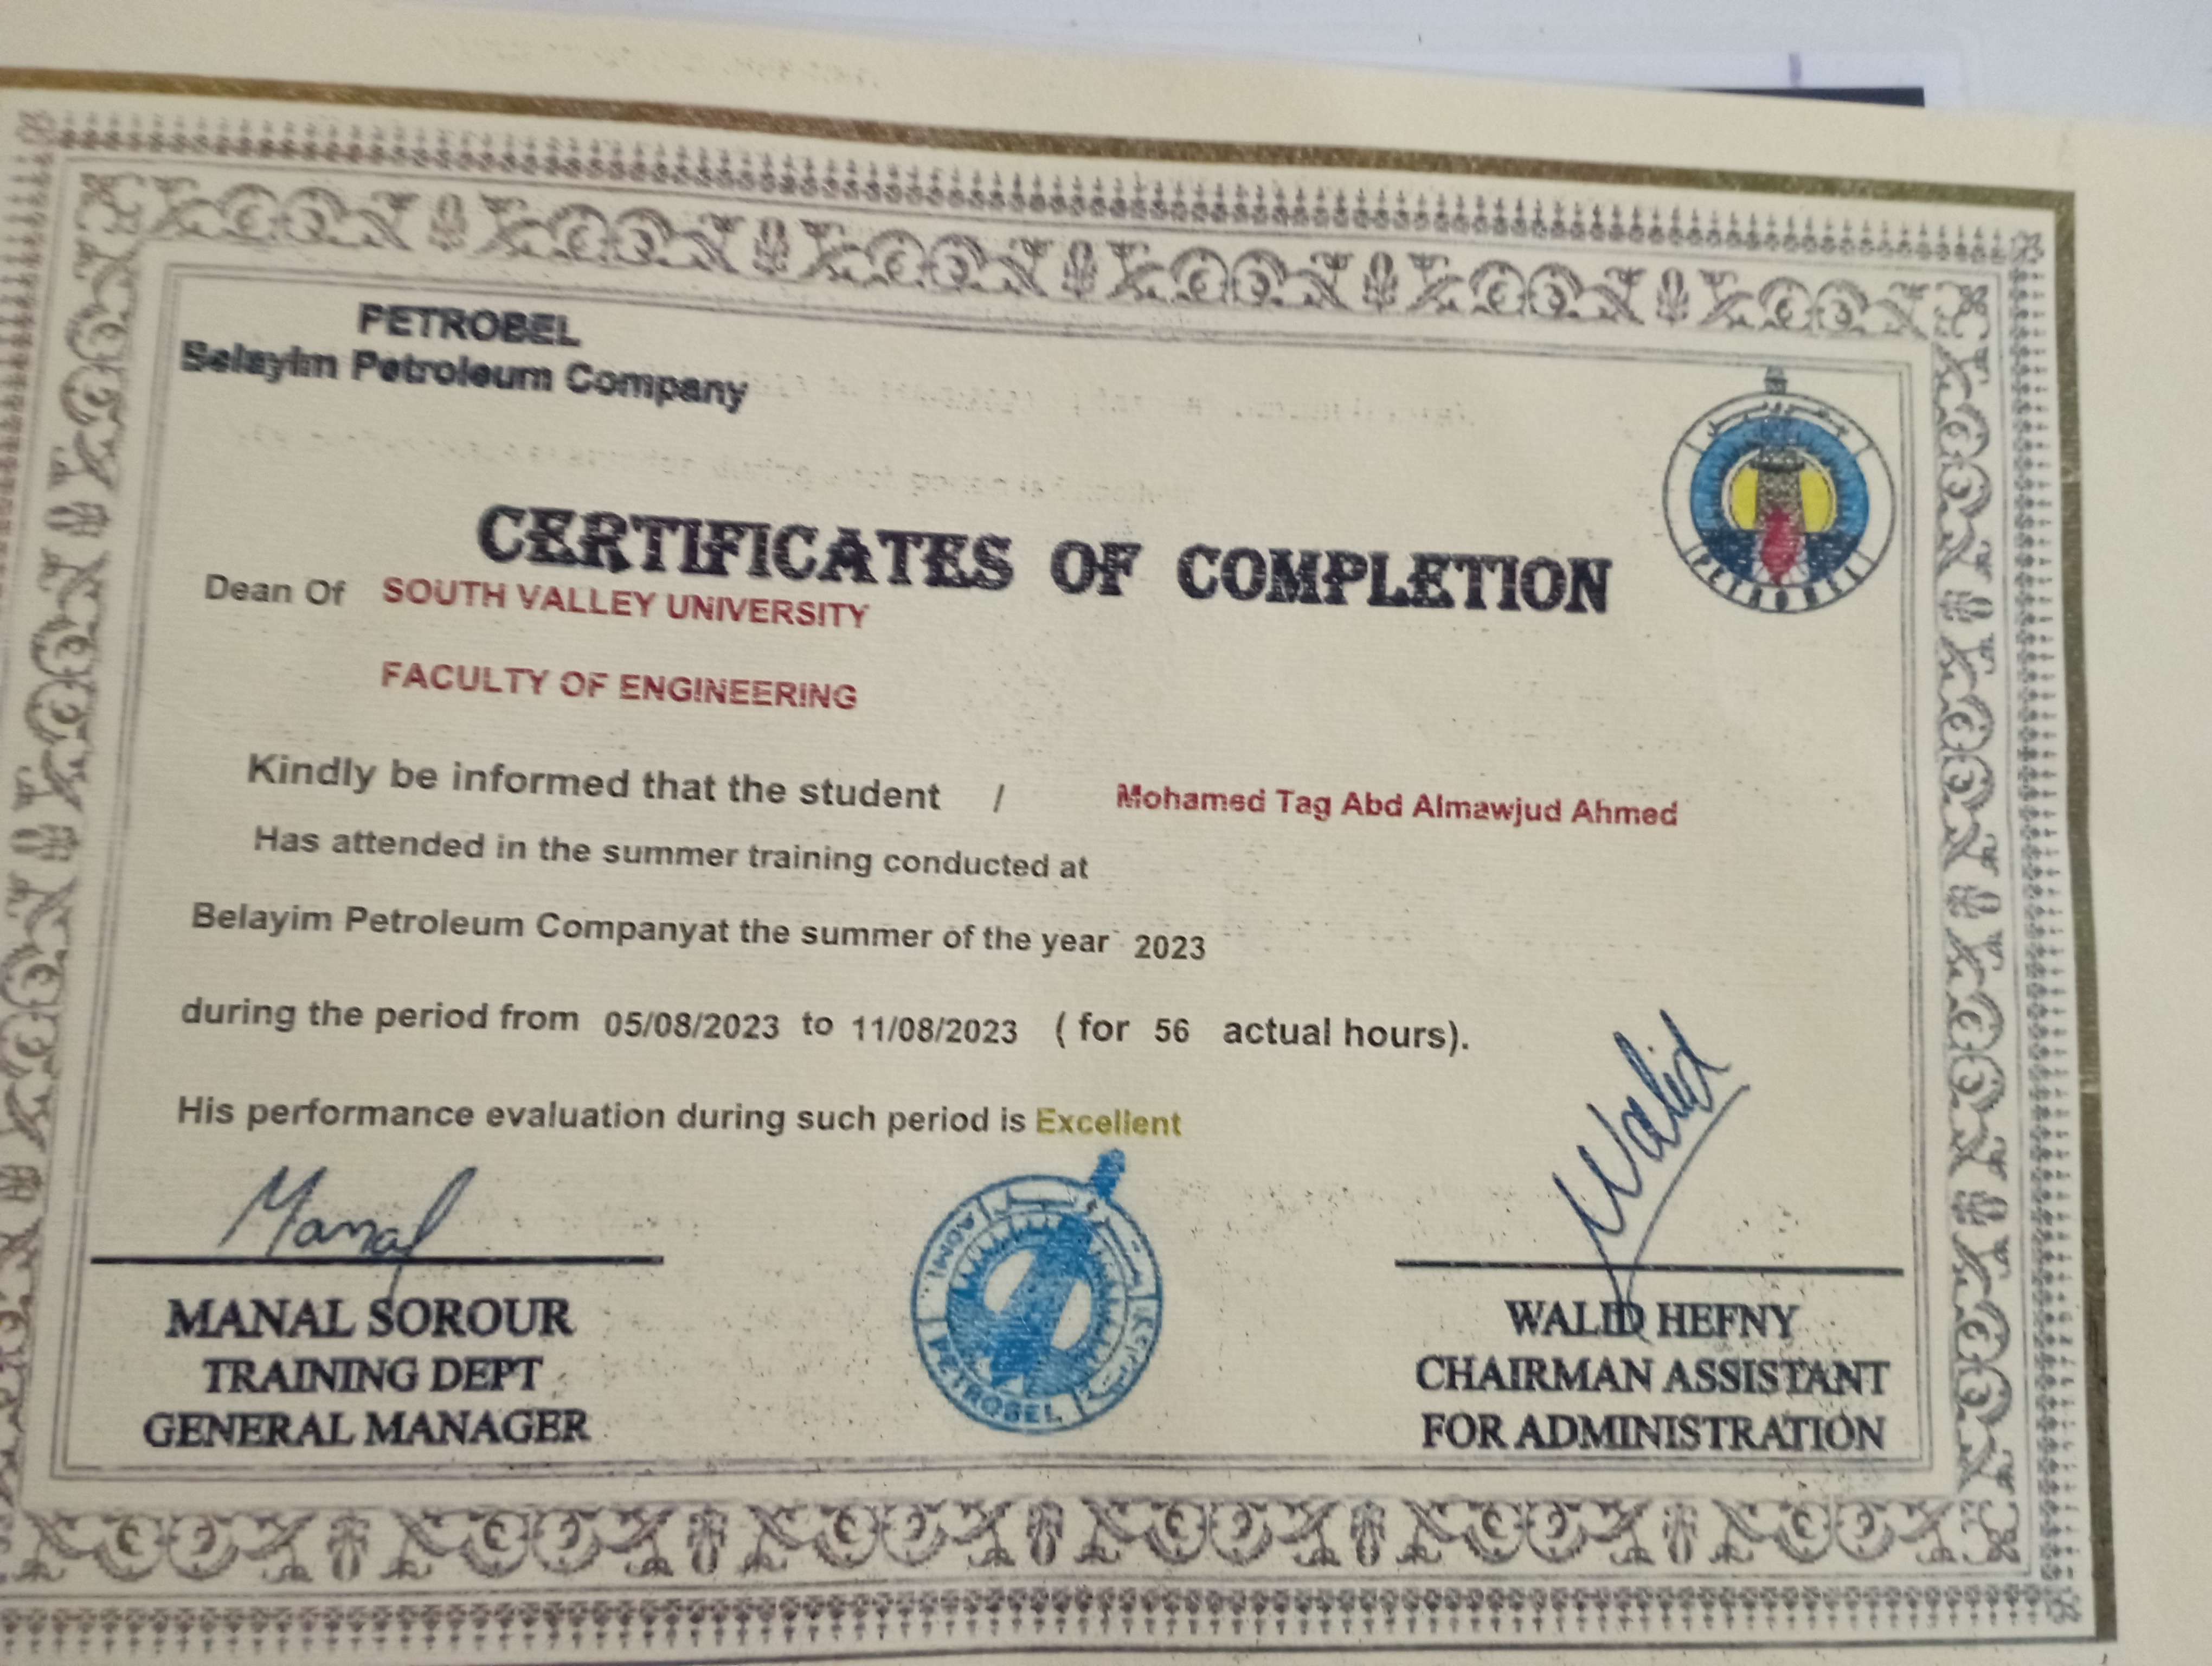 PETROBEL
Belayim Petroleum Company
CERTIFICATES OF COMPLETION
Dean Of SOUTH VALLEY UNIVERSITY
FACULTY OF ENGINEERING
Kindly be informed that the student / Mohamed Tag Abd Almawjud Ahmed
Has attended in the summer training conducted at
Belayim Petroleum Companyat the summer of the year 2023
during the period from 05/08/2023 to 11/08/2023 ( for 56 actual hours).
His performance evaluation during such period is Excellent
Manal
Walid
MANAL SOROUR
TRAINING DEPT
GENERAL MANAGER
PETROBEL
ADMI.
WALID HEFNY
CHAIRMAN ASSISTANT
FOR ADMINISTRATION